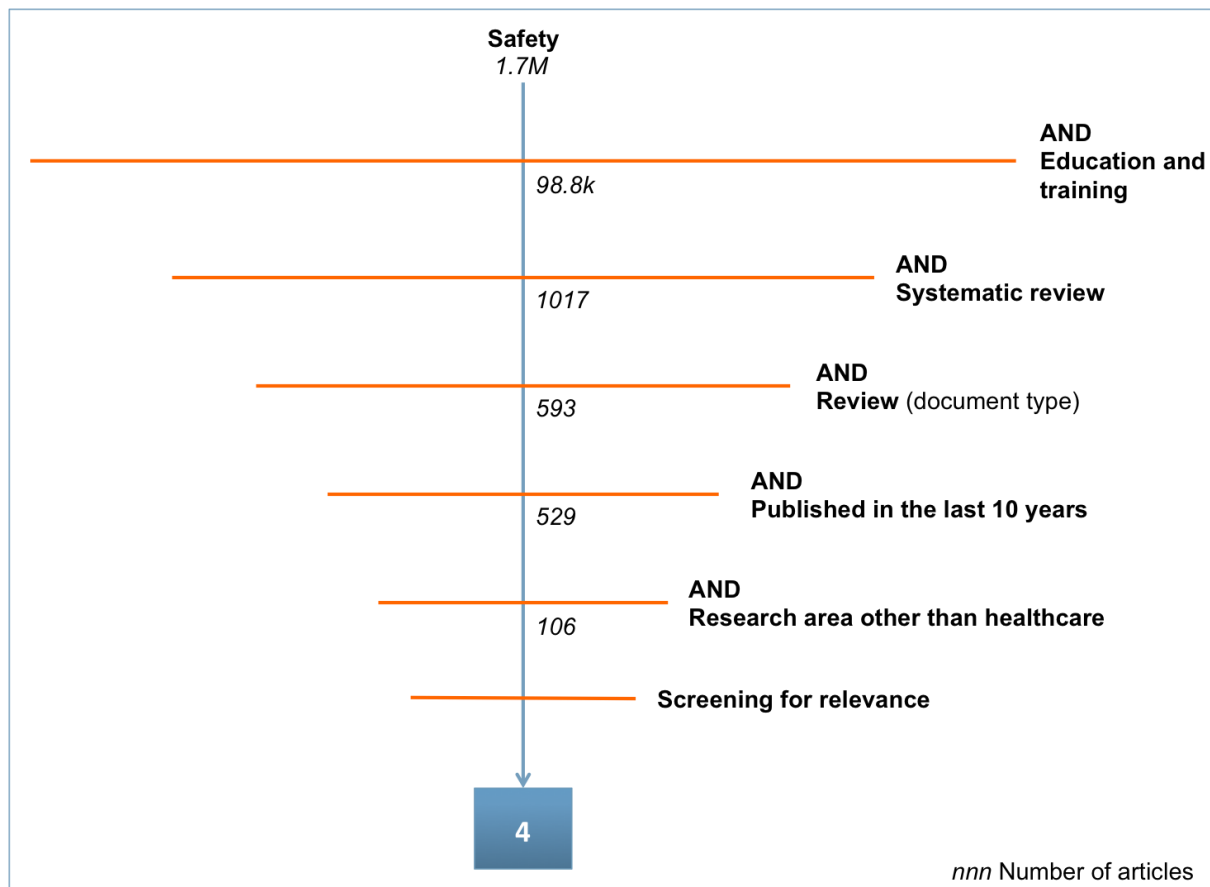 Safety
1.7M
AND
Education and
training
98.8k
AND
Systematic review
1017
AND
Review (document type)
593
AND
Published in the last 10 years
529
AND
Research area other than healthcare
106
Screening for relevance
4
nnn Number of articles